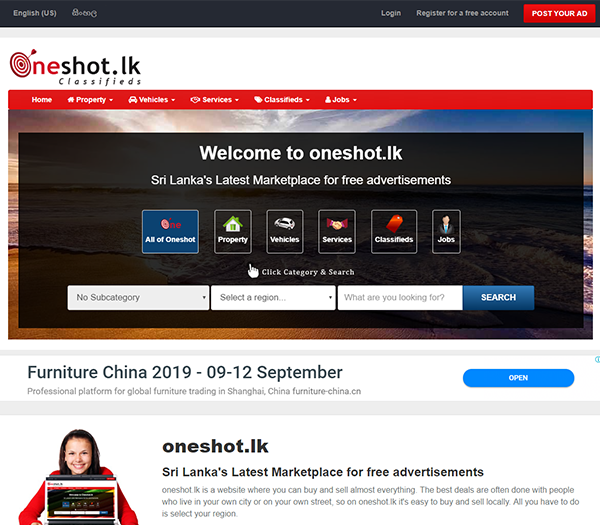 English (US) සිංහල Login Register for a free account POST YOUR AD
Oneshot.lk
Classifieds
Home Property Vehicles Services Classifieds Jobs
Welcome to oneshot.lk
Sri Lanka's Latest Marketplace for free advertisements
One
All of Oneshot Property Vehicles Services Classifieds Jobs
Click Category & Search
No Subcategory Select a region... What are you looking for? SEARCH
Furniture China 2019 - 09-12 September
Professional platform for global furniture trading in Shanghai, China furniture-china.cn
OPEN
oneshot.lk
Sri Lanka's Latest Marketplace for free advertisements
oneshot.lk is a website where you can buy and sell almost everything. The best deals are often done with people
who live in your own city or on your own street, so on oneshot.lk it's easy to buy and sell locally. All you have to do
is select your region.